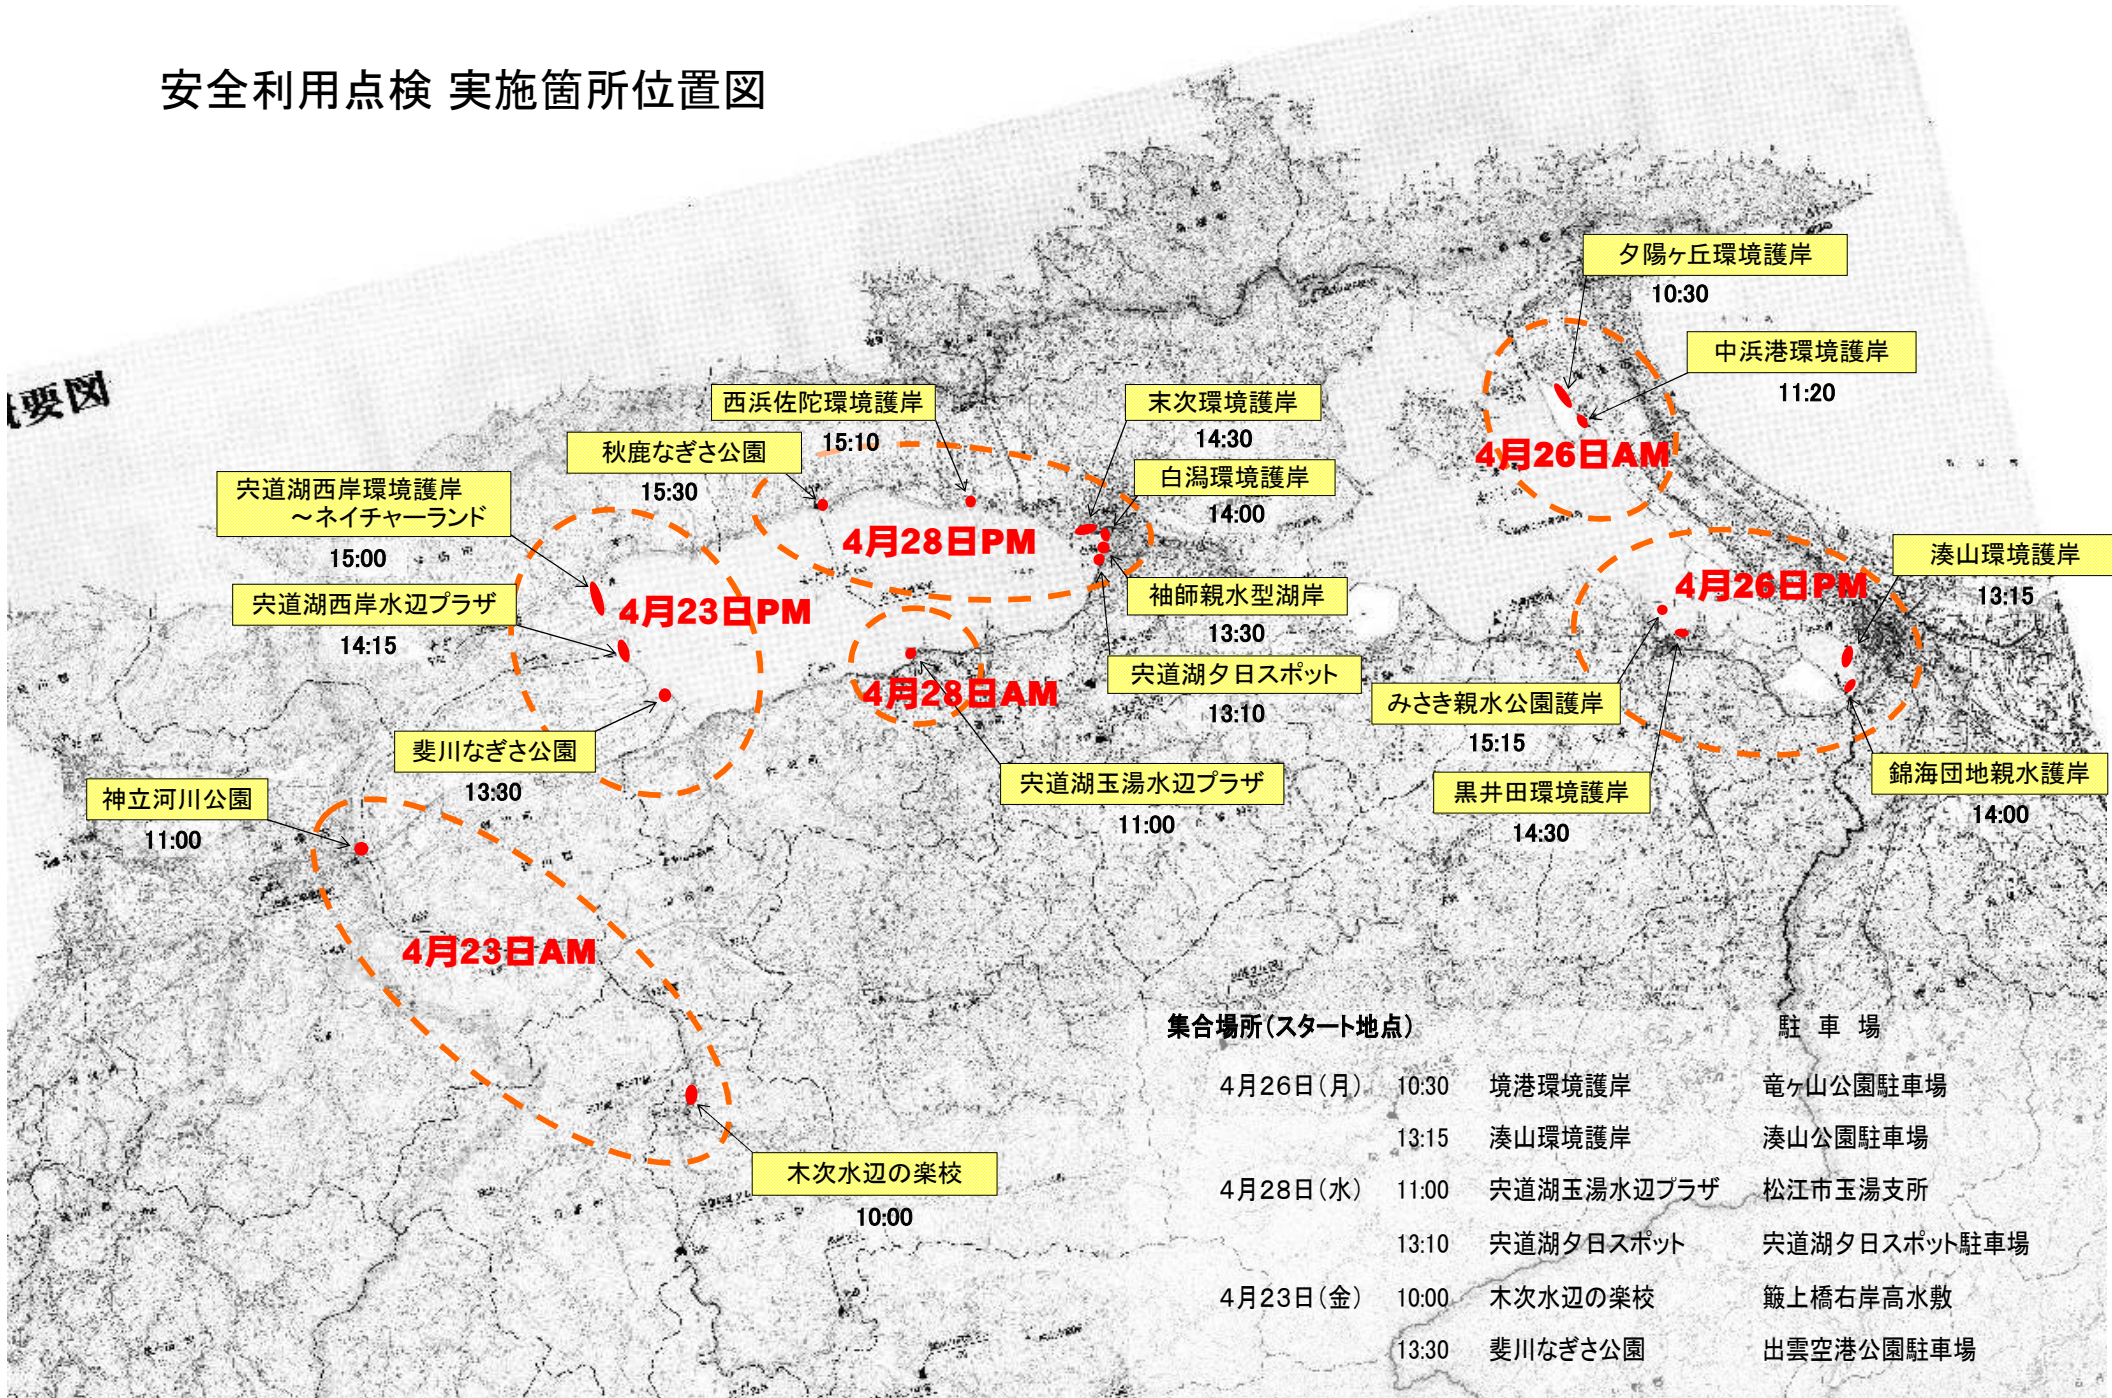 安全利用点検 実施箇所位置図
要図
夕陽ヶ丘環境護岸
10:30
中浜港環境護岸
11:20
4月26日AM
西浜佐陀環境護岸
15:10
末次環境護岸
14:30
秋鹿なぎさ公園
15:30
白潟環境護岸
14:00
宍道湖西岸環境護岸
～ネイチャーランド
15:00
4月28日PM
湊山環境護岸
13:15
4月26日PM
宍道湖西岸水辺プラザ
14:15
4月23日PM
袖師親水型湖岸
13:30
宍道湖夕日スポット
13:10
4月28日AM
みさき親水公園護岸
15:15
斐川なぎさ公園
13:30
宍道湖玉湯水辺プラザ
11:00
黒井田環境護岸
14:30
錦海団地親水護岸
14:00
神立河川公園
11:00
4月23日AM
木次水辺の楽校
10:00
集合場所(スタート地点) 駐 車 場
4月26日(月) 10:30 境港環境護岸 竜ヶ山公園駐車場
13:15 湊山環境護岸 湊山公園駐車場
4月28日(水) 11:00 宍道湖玉湯水辺プラザ 松江市玉湯支所
13:10 宍道湖夕日スポット 宍道湖夕日スポット駐車場
4月23日(金) 10:00 木次水辺の楽校 簸上橋右岸高水敷
13:30 斐川なぎさ公園 出雲空港公園駐車場